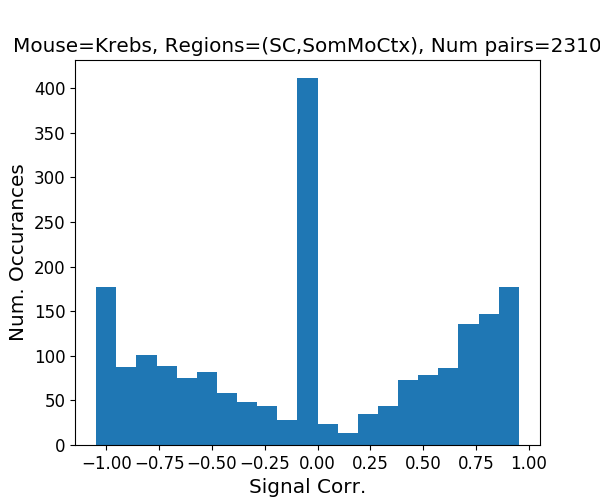 Mouse=Krebs, Regions=(SC,SomMoCtx), Num pairs=2310
400
350
300
250
200
150
100
50
0
Num. Occurances
−1.00 −0.75 −0.50 −0.25 0.00 0.25 0.50 0.75 1.00
Signal Corr.